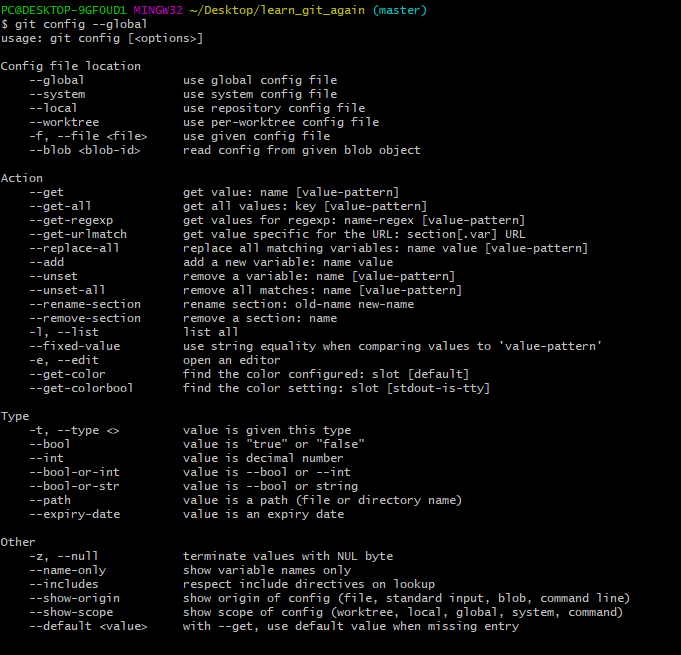 PC@DESKTOP-9GFOUD1 MINGW32 ~/Desktop/learn_git_again (master)
$ git config --global
usage: git config [<options>]

Config file location
    --global              use global config file
    --system              use system config file
    --local               use repository config file
    --worktree            use per-worktree config file
    -f, --file <file>     use given config file
    --blob <blob-id>      read config from given blob object

Action
    --get                 get value: name [value-pattern]
    --get-all             get all values: key [value-pattern]
    --get-regexp          get values for regexp: name-regex [value-pattern]
    --get-urlmatch        get value specific for the URL: section[.var] URL
    --replace-all         replace all matching variables: name value [value-pattern]
    --add                 add a new variable: name value
    --unset               remove a variable: name [value-pattern]
    --unset-all           remove all matches: name [value-pattern]
    --rename-section      rename section: old-name new-name
    --remove-section      remove a section: name
    -l, --list            list all
    --fixed-value         use string equality when comparing values to 'value-pattern'
    -e, --edit            open an editor
    --get-color           find the color configured: slot [default]
    --get-colorbool       find the color setting: slot [stdout-is-tty]

Type
    -t, --type <>         value is given this type
    --bool                value is "true" or "false"
    --int                 value is decimal number
    --bool-or-int         value is --bool or --int
    --bool-or-str         value is --bool or string
    --path                value is a path (file or directory name)
    --expiry-date         value is an expiry date

Other
    -z, --null            terminate values with NUL byte
    --name-only           show variable names only
    --includes            respect include directives on lookup
    --show-origin         show origin of config (file, standard input, blob, command line)
    --show-scope          show scope of config (worktree, local, global, system, command)
    --default <value>     with --get, use default value when missing entry